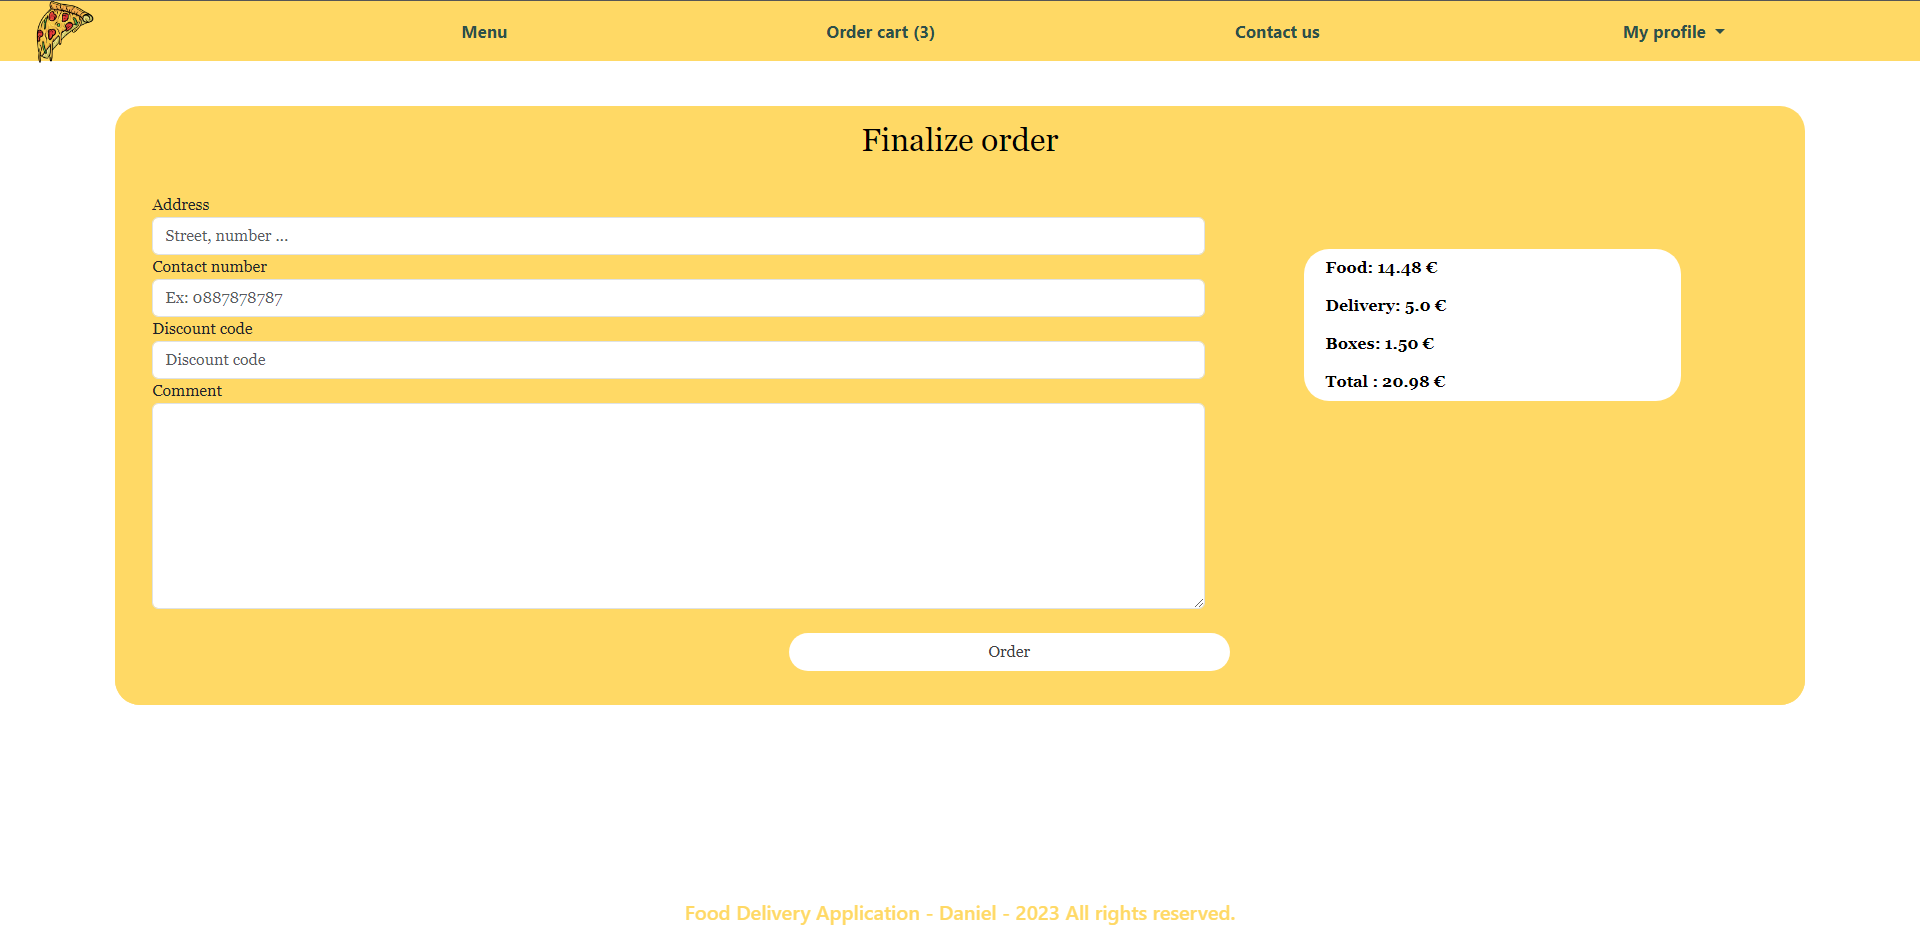 Menu
Order cart (3)
Contact us
My profile
Finalize order
Address
Street, number ...
Contact number
Ex: 0887878787
Discount code
Discount code
Comment
Food: 14.48 €
Delivery: 5.0 €
Boxes: 1.50 €
Total : 20.98 €
Order
Food Delivery Application - Daniel - 2023 All rights reserved.